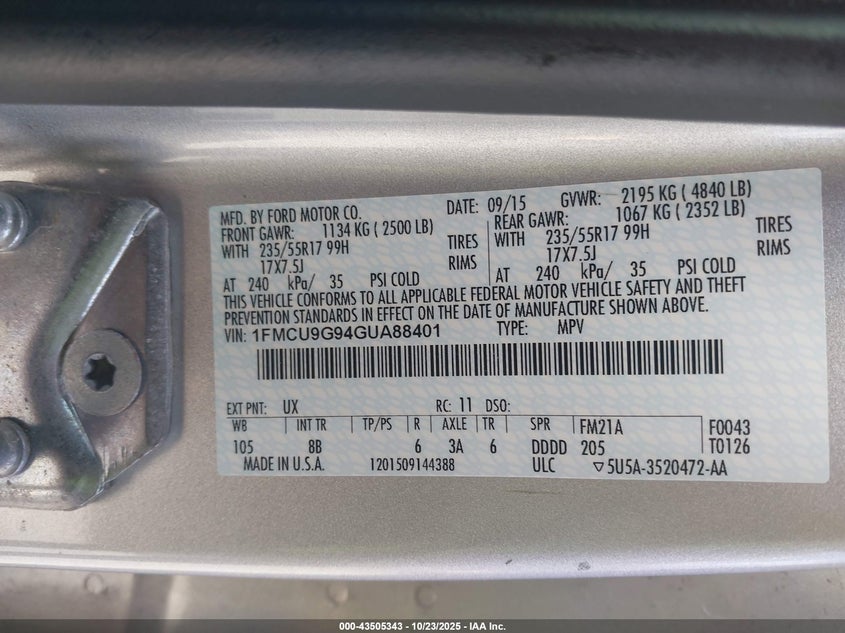 MFD. BY FORD MOTOR CO. DATE: 09/15 GVWR: 2195 KG ( 4840 LB)
FRONT GAWR: 1134 KG ( 2500 LB) REAR GAWR: 1067 KG ( 2352 LB)
WITH 235/55R17 99H TIRES WITH 235/55R17 99H TIRES
17X7.5J RIMS 17X7.5J RIMS
AT 240 kPa/ 35 PSI COLD AT 240 kPa/ 35 PSI COLD
THIS VEHICLE CONFORMS TO ALL APPLICABLE FEDERAL MOTOR VEHICLE SAFETY AND THEFT
PREVENTION STANDARDS IN EFFECT ON THE DATE OF MANUFACTURE SHOWN ABOVE.
VIN: 1FMCU9G94GUA88401 TYPE: MPV
EXT PNT: UX RC: 11 DSO:
WB INT TR TP/PS R AXLE TR SPR FM21A F0043
105 8B 6 3A 6 DDDD 205 T0126
MADE IN U.S.A. 1201509144388 ULC ▽5U5A-3520472-AA
000-43505343 | 10/23/2025 - IAA Inc.